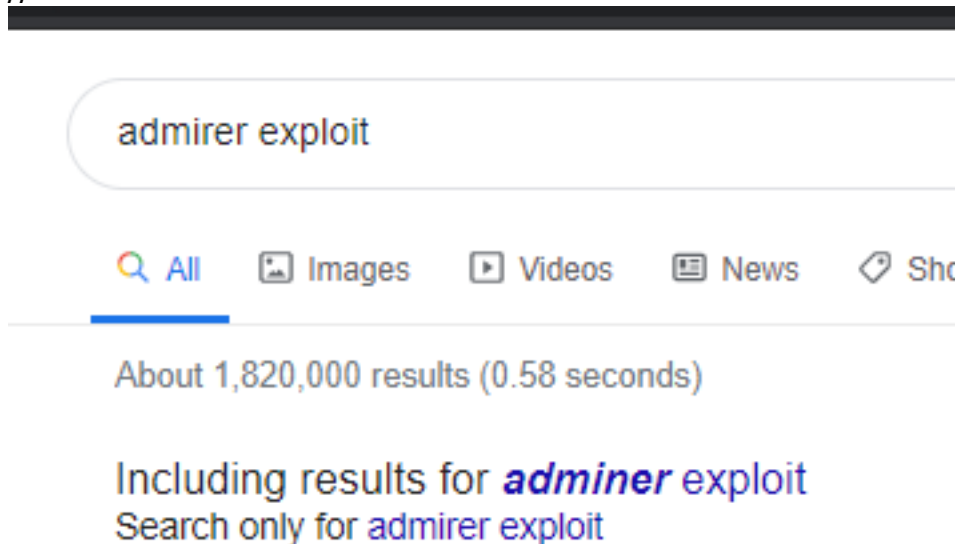 admirer exploit
All Images Videos News Sho
About 1,820,000 results (0.58 seconds)
Including results for adminer exploit
Search only for admirer exploit